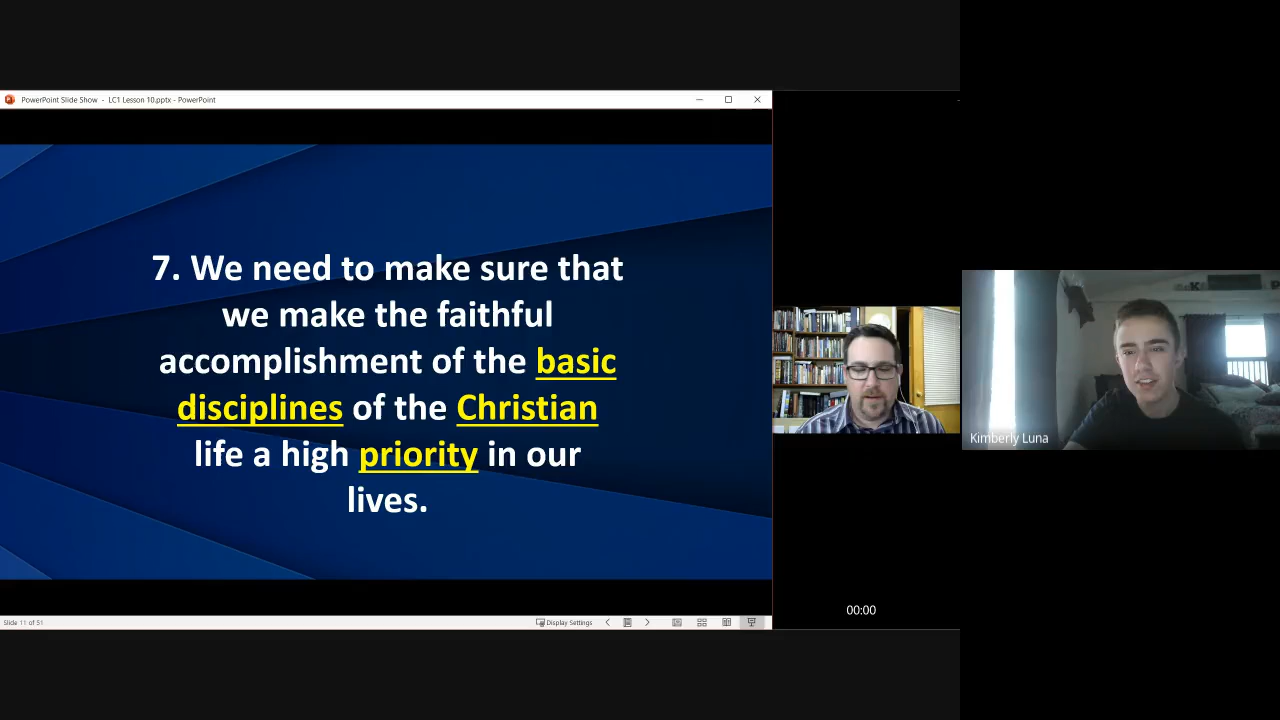 PowerPoint Slide Show - LC1 Lesson 10.pptx - PowerPoint
7. We need to make sure that
we make the faithful
accomplishment of the basic
disciplines of the Christian
life a high priority in our
lives.
Kimberly Luna
00:00
Slide 11 of 51
Display Settings